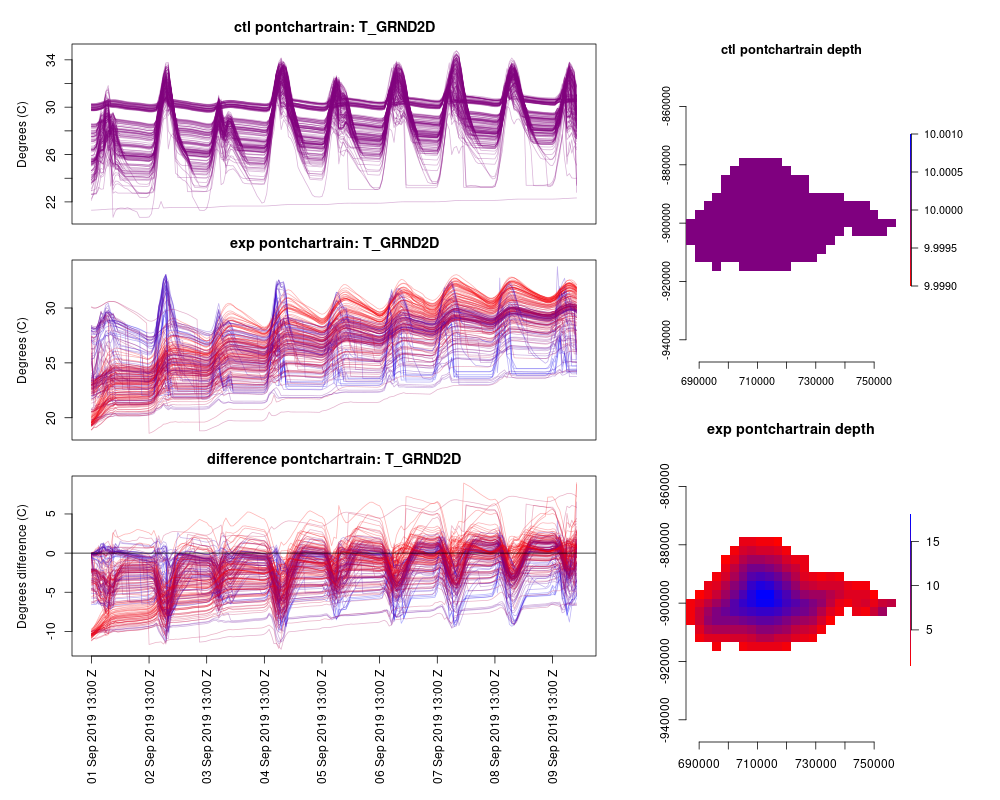 ctl pontchartrain: T_GRND2D
Degrees (C)
34
30
26
22
exp pontchartrain: T_GRND2D
Degrees (C)
30
25
20
difference pontchartrain: T_GRND2D
Degrees difference (C)
5
0
-5
-10
01 Sep 2019 13:00 Z
02 Sep 2019 13:00 Z
03 Sep 2019 13:00 Z
04 Sep 2019 13:00 Z
05 Sep 2019 13:00 Z
06 Sep 2019 13:00 Z
07 Sep 2019 13:00 Z
08 Sep 2019 13:00 Z
09 Sep 2019 13:00 Z
ctl pontchartrain depth
-860000
-880000
-900000
-920000
-940000
690000 710000 730000 750000
10.0010
10.0005
10.0000
9.9995
9.9990
exp pontchartrain depth
-860000
-880000
-900000
-920000
-940000
690000 710000 730000 750000
15
10
5